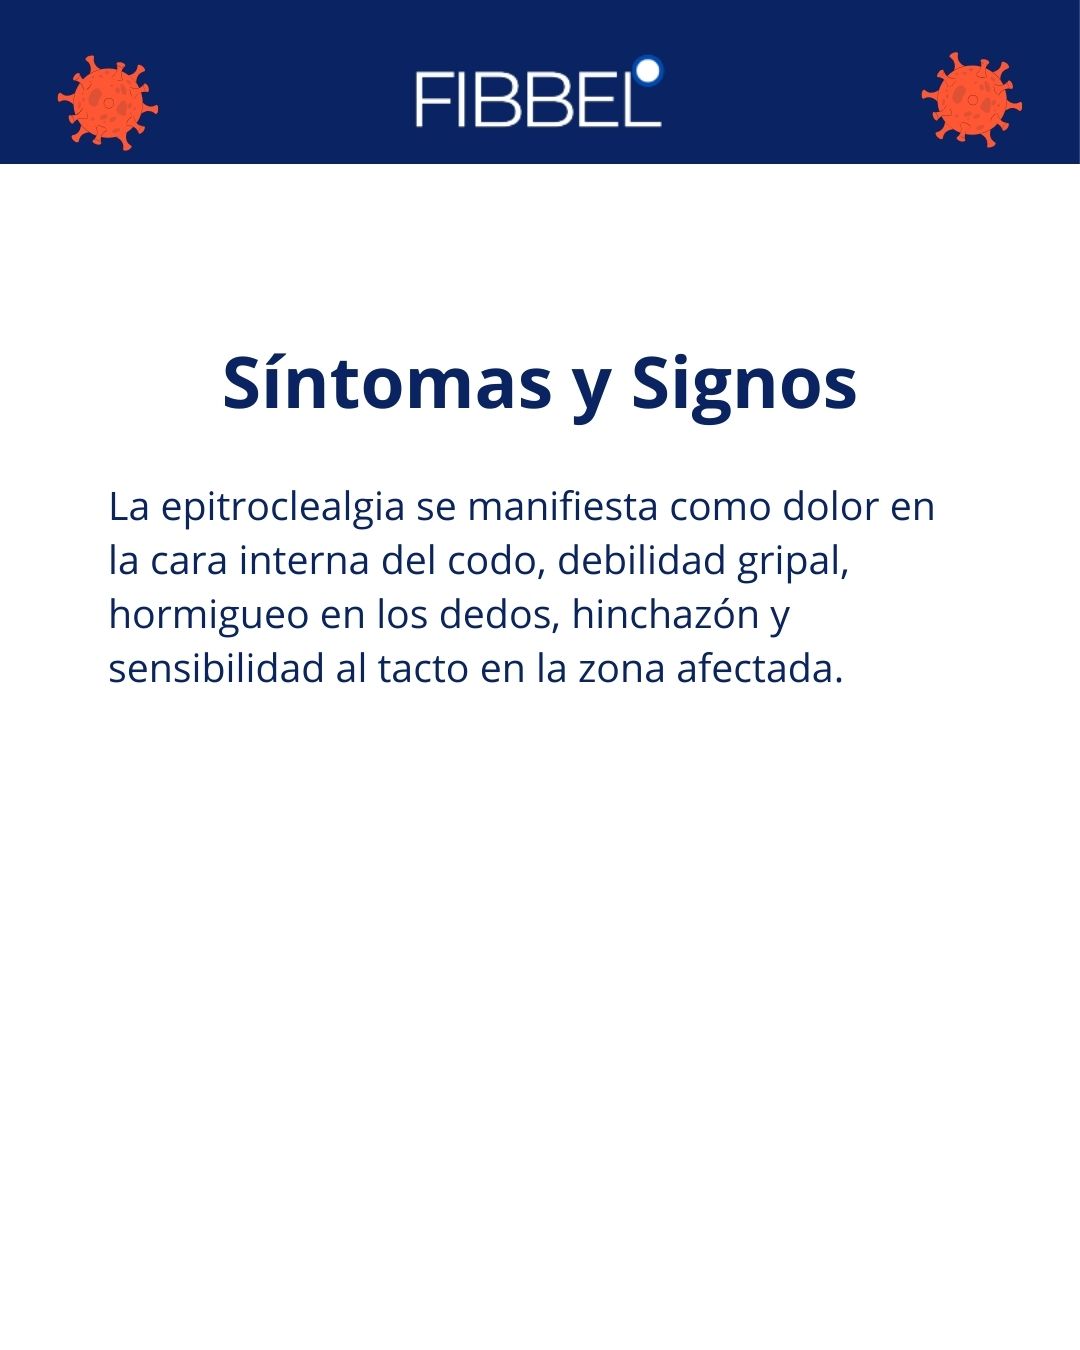 FIBBEL
Síntomas y Signos
La epitroclealgia se manifiesta como dolor en
la cara interna del codo, debilidad gripal,
hormigueo en los dedos, hinchazón y
sensibilidad al tacto en la zona afectada.